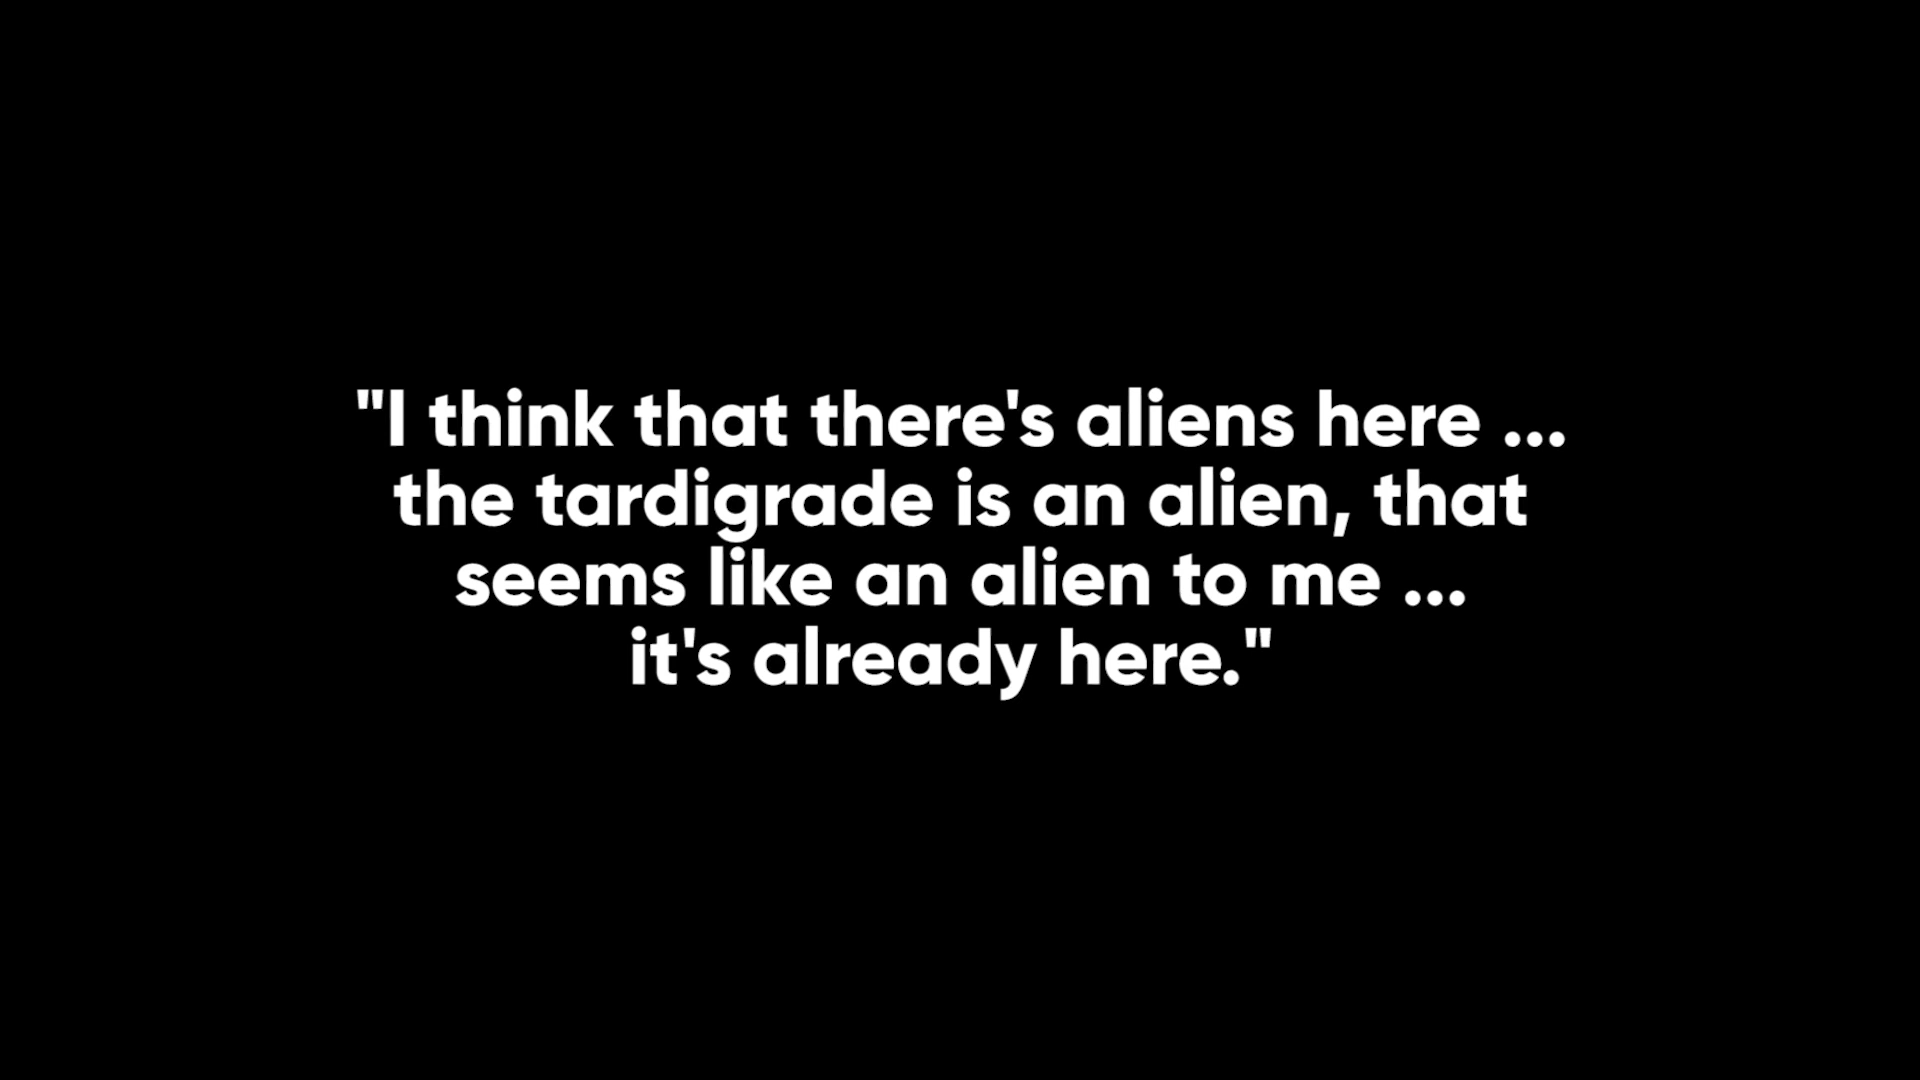 "I think that there's aliens here ...
the tardigrade is an alien, that
seems like an alien to me ...
it's already here."